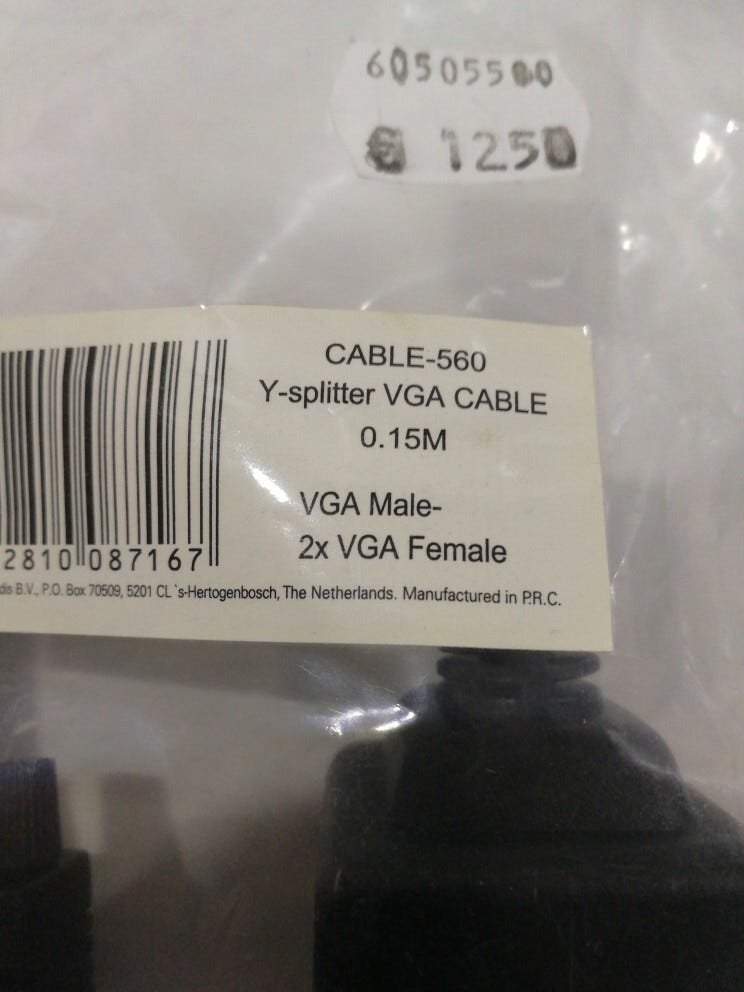 60505500
€ 1250
CABLE-560
Y-splitter VGA CABLE
0.15M
VGA Male-
2x VGA Female
2810 087167
dis B.V., P.O. Box 70509, 5201 CL `s-Hertogenbosch, The Netherlands. Manufactured in P.R.C.